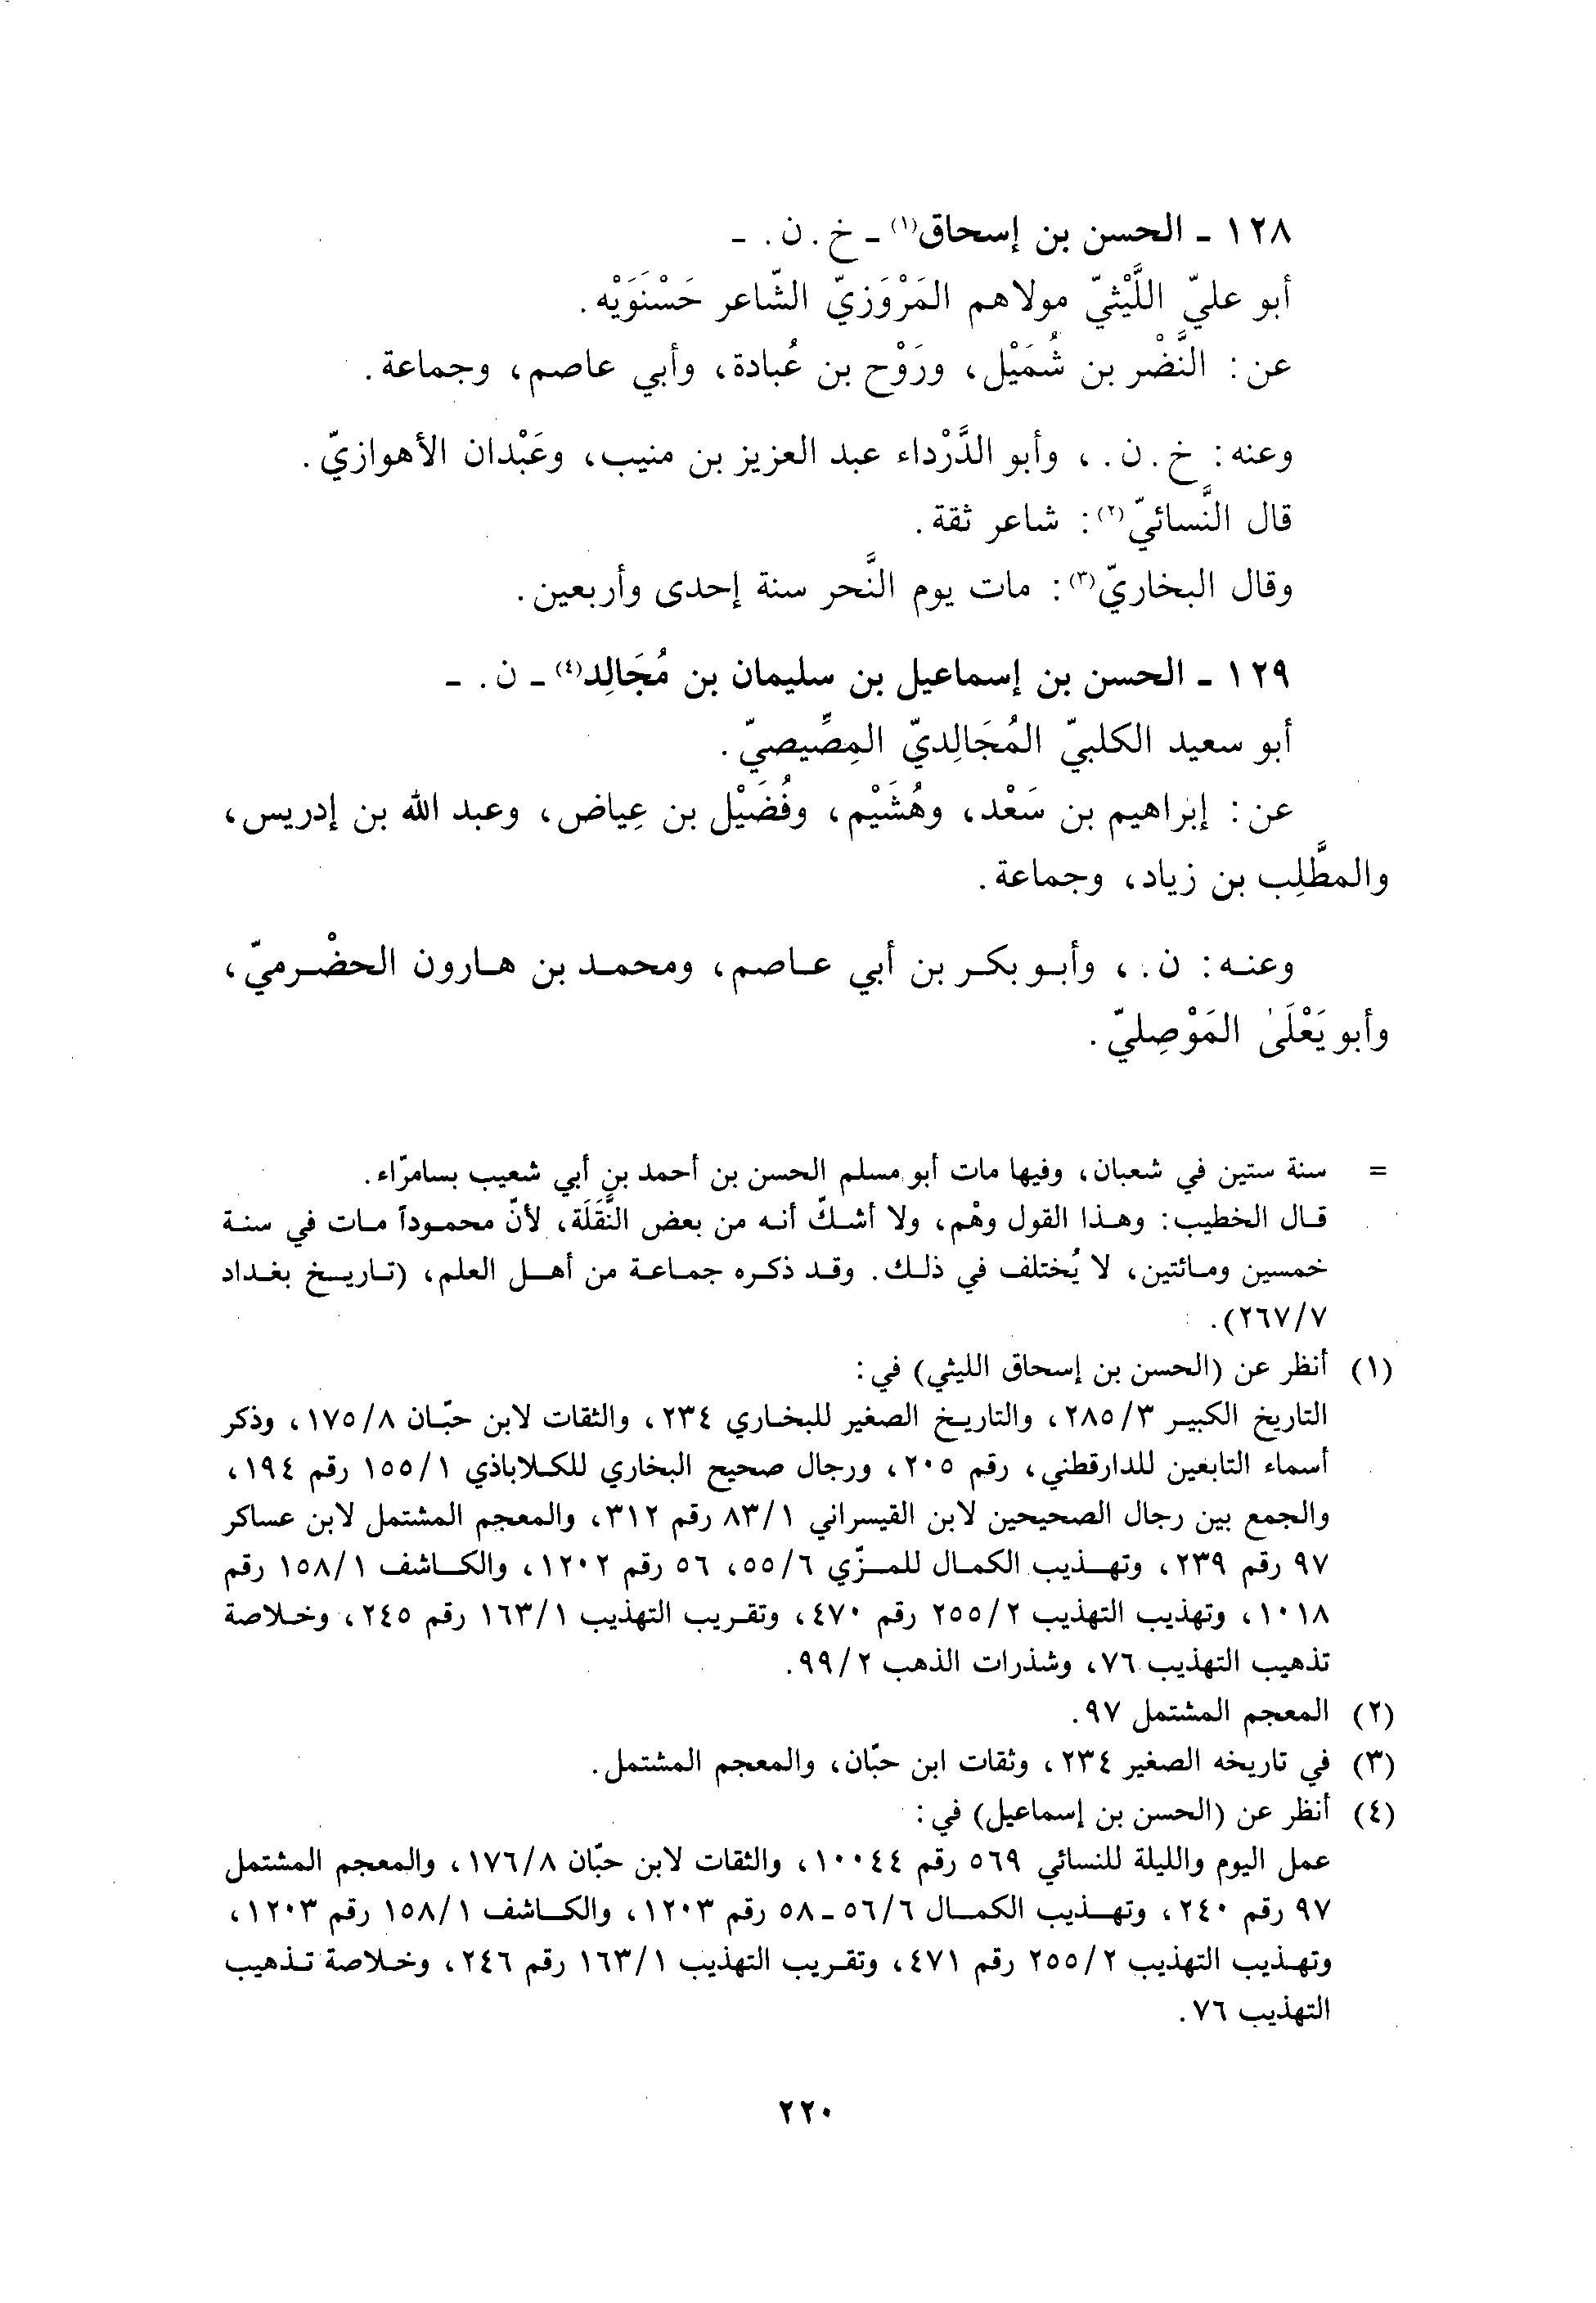 ١٢٨ - الحسن بن إسحاق(١) - خ. ن. -
أبو عليّ اللَّيْثيّ مولاهم المَرْوَزيّ الشّاعر حَسْنَوَيْه.
عن: النَّضْر بن شُمَيْل، ورَوْح بن عُبادة، وأبي عاصم، وجماعة.
وعنه: خ. ن. ، وأبو الدَّرْداء عبد العزيز بن منيب، وعَبْدان الأهوازيّ.
قال النَّسائيّ(٢): شاعر ثقة.
وقال البخاريّ(٣): مات يوم النَّحر سنة إحدى وأربعين.
١٢٩ - الحسن بن إسماعيل بن سليمان بن مُجَالِد(٤) - ن. -
أبو سعيد الكلبيّ المُجَالِديّ المِصِّيصيّ.
عن: إبراهيم بن سَعْد، وهُشَيْم، وفُضَيْل بن عِياض، وعبد الله بن إدريس،
والمطَّلِب بن زياد، وجماعة.
وعنه: ن. ، وأبو بكر بن أبي عاصم، ومحمد بن هارون الحضْرميّ،
وأبو يَعْلَىٰ المَوْصِليّ.
= سنة ستين في شعبان، وفيها مات أبو مسلم الحسن بن أحمد بن أبي شعيب بسامرّاء.
قال الخطيب: وهذا القول وهْم، ولا أشكّ أنه من بعض النَّقَلَة، لأنّ محموداً مات في سنة
خمسين ومائتين، لا يُختلف في ذلك. وقد ذكره جماعة من أهل العلم، (تاريخ بغداد
٢٦٧/٧).
(١) أنظر عن (الحسن بن إسحاق الليثي) في:
التاريخ الكبير ٢٨٥/٣، والتاريخ الصغير للبخاري ٢٣٤، والثقات لابن حبّان ١٧٥/٨، وذكر
أسماء التابعين للدارقطني، رقم ٢٠٥، ورجال صحيح البخاري للكلاباذي ١٥٥/١ رقم ١٩٤،
والجمع بين رجال الصحيحين لابن القيسراني ٨٣/١ رقم ٣١٢، والمعجم المشتمل لابن عساكر
٩٧ رقم ٢٣٩، وتهذيب الكمال للمزّي ٥٥/٦، ٥٦ رقم ١٢٠٢، والكاشف ١٥٨/١ رقم
١٠١٨، وتهذيب التهذيب ٢٥٥/٢ رقم ٤٧٠، وتقريب التهذيب ١٦٣/١ رقم ٢٤٥، وخلاصة
تذهيب التهذيب ٧٦، وشذرات الذهب ٩٩/٢.
(٢) المعجم المشتمل ٩٧.
(٣) في تاريخه الصغير ٢٣٤، وثقات ابن حبّان، والمعجم المشتمل.
(٤) أنظر عن (الحسن بن إسماعيل) في:
عمل اليوم والليلة للنسائي ٥٦٩ رقم ١٠٠٤٤، والثقات لابن حبّان ١٧٦/٨، والمعجم المشتمل
٩٧ رقم ٢٤٠، وتهذيب الكمال ٥٦/٦ - ٥٨ رقم ١٢٠٣، والكاشف ١٥٨/١ رقم ١٢٠٣،
وتهذيب التهذيب ٢٥٥/٢ رقم ٤٧١، وتقريب التهذيب ١٦٣/١ رقم ٢٤٦، وخلاصة تذهيب
التهذيب ٧٦.
٢٢٠